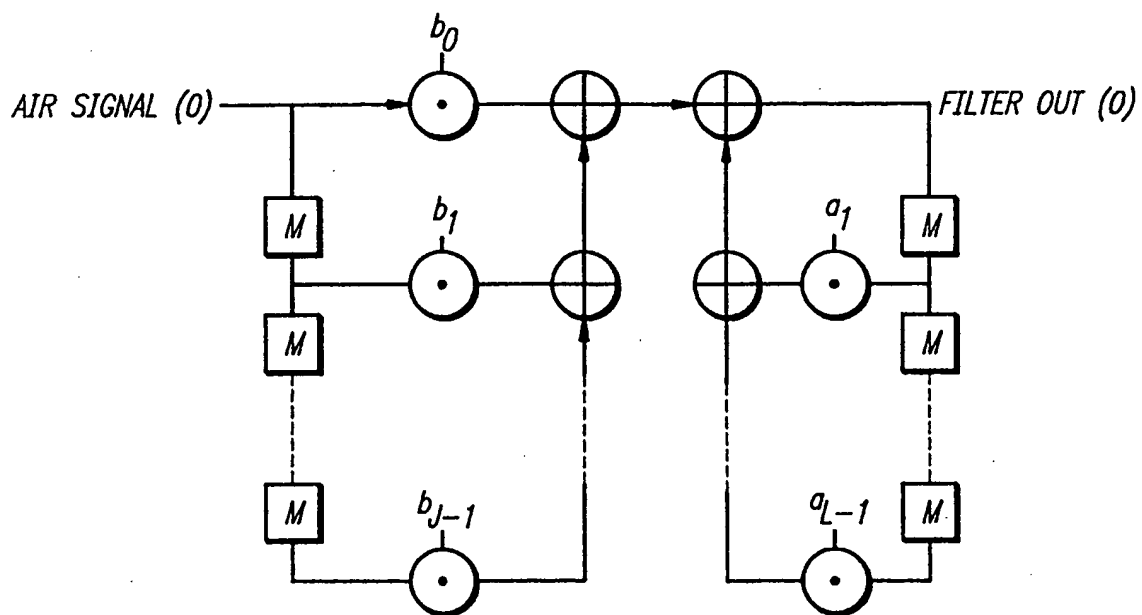 b0
AIR SIGNAL (0)
FILTER OUT (0)
M
b1
a1
M
M
M
M
bJ-1
aL-1
M